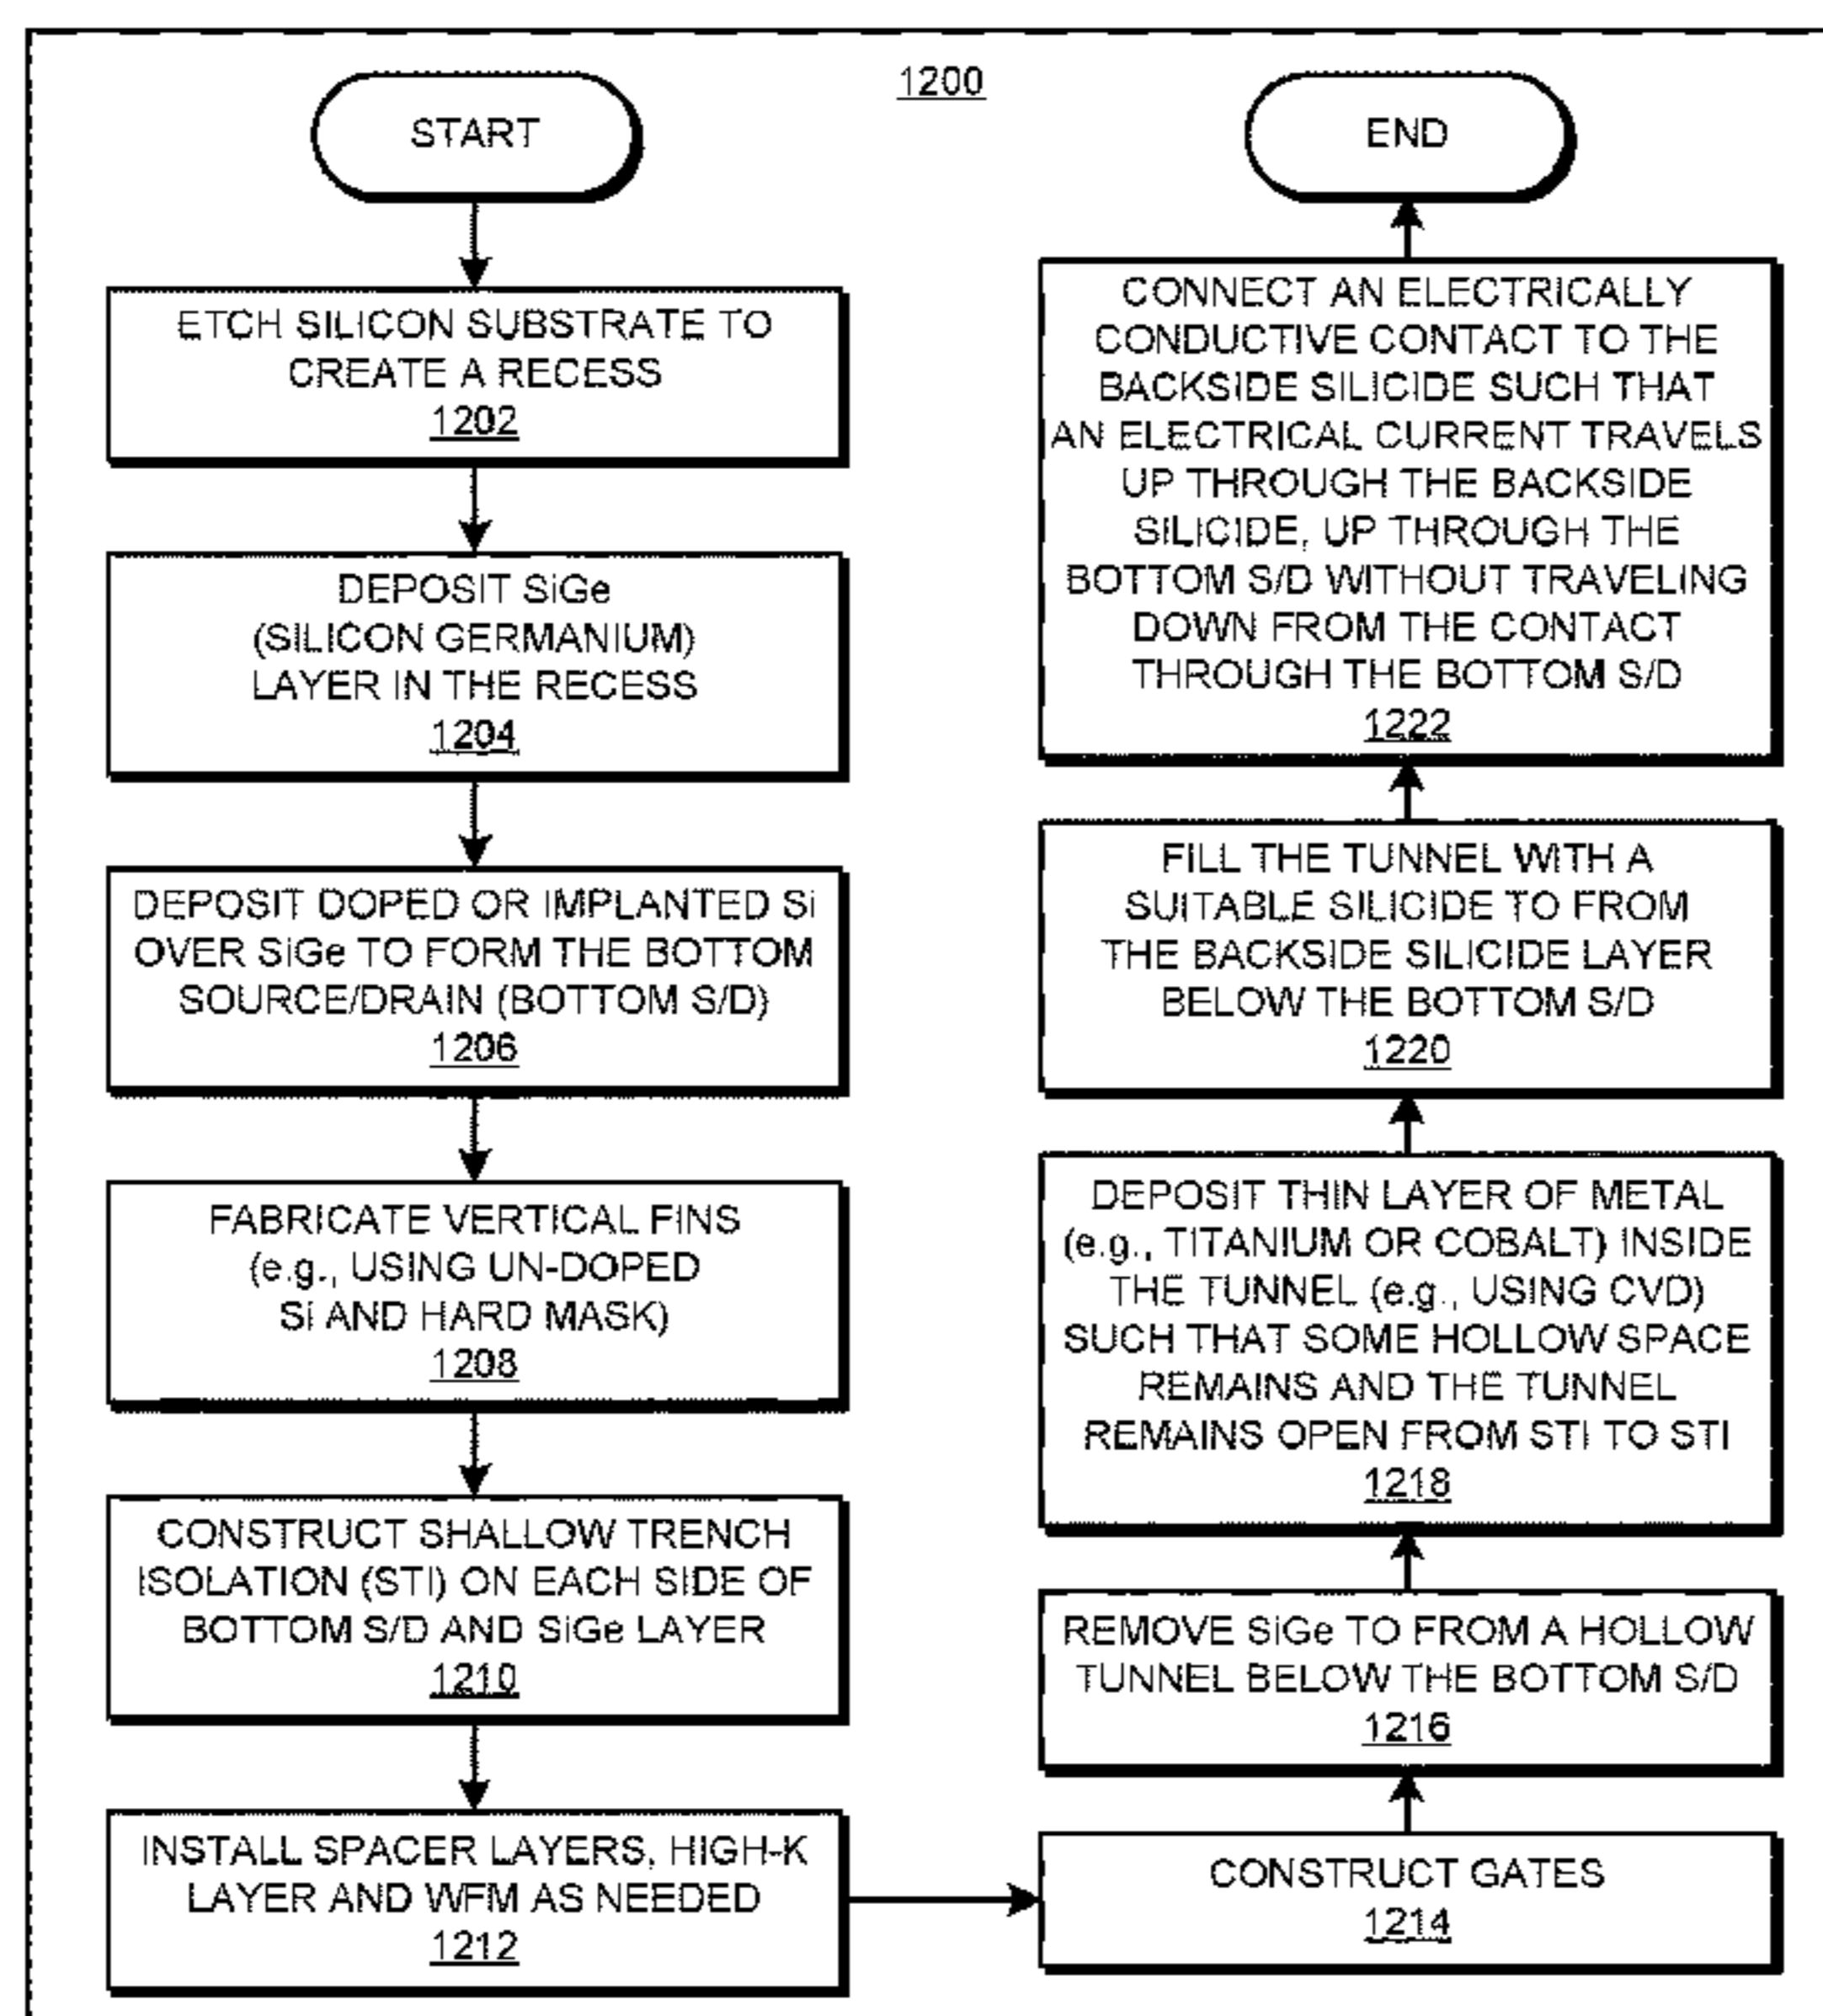 1200
START
ETCH SILICON SUBSTRATE TO
CREATE A RECESS
1202
DEPOSIT SiGe
(SILICON GERMANIUM)
LAYER IN THE RECESS
1204
DEPOSIT DOPED OR IMPLANTED Si
OVER SiGe TO FORM THE BOTTOM
SOURCE/DRAIN (BOTTOM S/D)
1206
FABRICATE VERTICAL FINS
(e.g., USING UN-DOPED
Si AND HARD MASK)
1208
CONSTRUCT SHALLOW TRENCH
ISOLATION (STI) ON EACH SIDE OF
BOTTOM S/D AND SiGe LAYER
1210
INSTALL SPACER LAYERS, HIGH-K
LAYER AND WFM AS NEEDED
1212
CONSTRUCT GATES
1214
REMOVE SiGe TO FROM A HOLLOW
TUNNEL BELOW THE BOTTOM S/D
1216
DEPOSIT THIN LAYER OF METAL
(e.g., TITANIUM OR COBALT) INSIDE
THE TUNNEL (e.g., USING CVD)
SUCH THAT SOME HOLLOW SPACE
REMAINS AND THE TUNNEL
REMAINS OPEN FROM STI TO STI
1218
FILL THE TUNNEL WITH A
SUITABLE SILICIDE TO FROM
THE BACKSIDE SILICIDE LAYER
BELOW THE BOTTOM S/D
1220
CONNECT AN ELECTRICALLY
CONDUCTIVE CONTACT TO THE
BACKSIDE SILICIDE SUCH THAT
AN ELECTRICAL CURRENT TRAVELS
UP THROUGH THE BACKSIDE
SILICIDE, UP THROUGH THE
BOTTOM S/D WITHOUT TRAVELING
DOWN FROM THE CONTACT
THROUGH THE BOTTOM S/D
1222
END